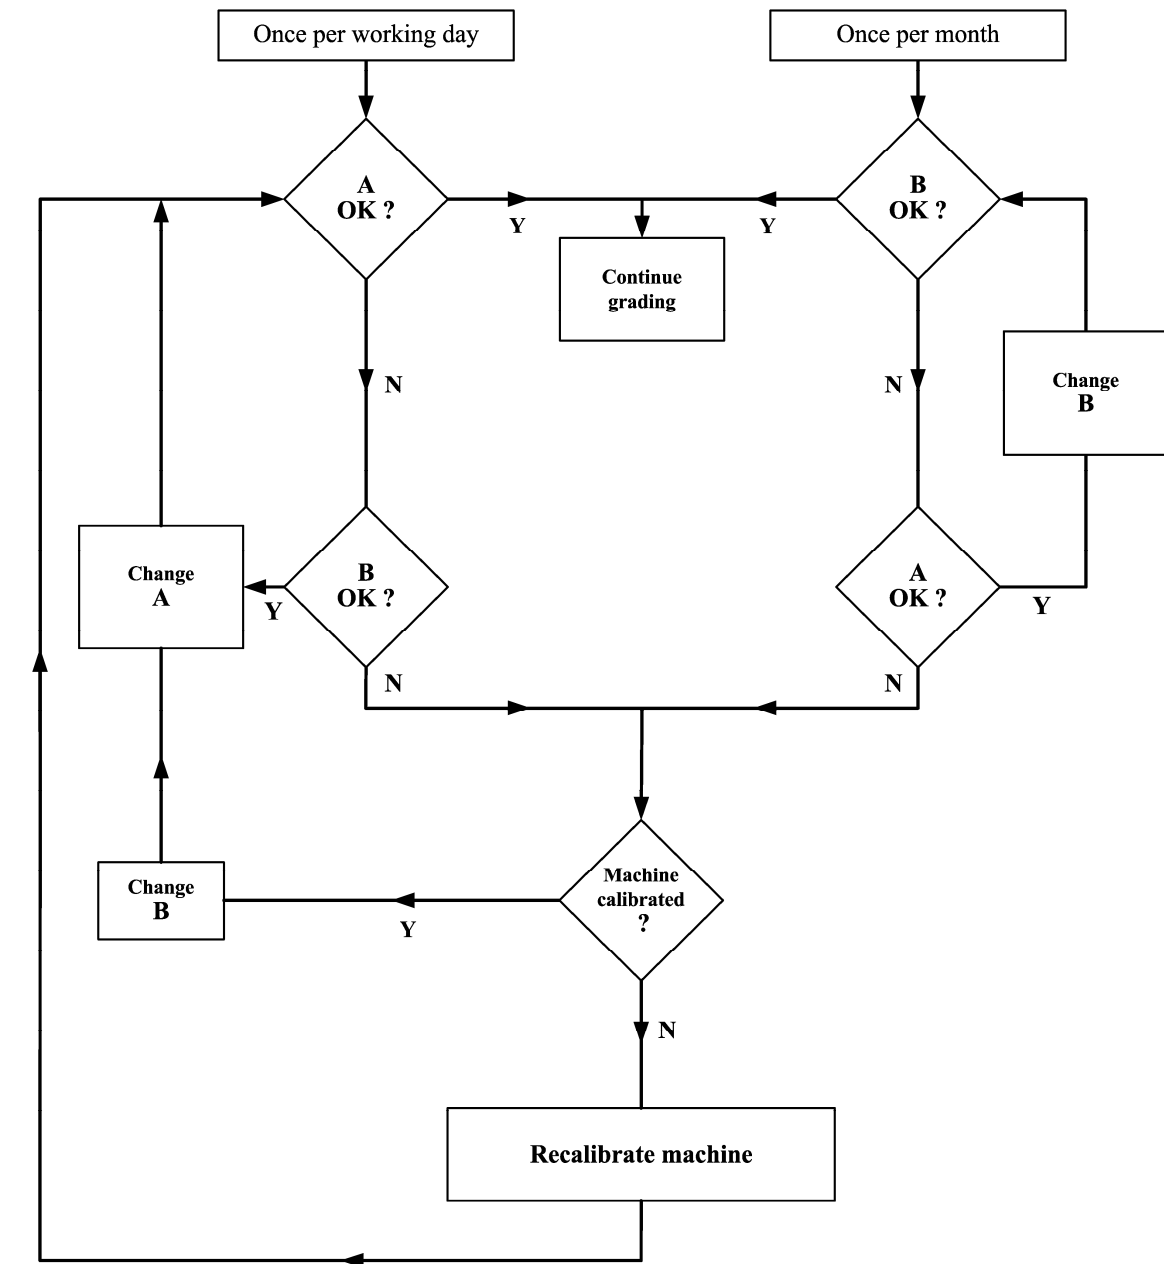 Once per working day
Once per month
A
OK ?
B
OK ?
Y
Y
Continue
grading
N
N
Change
B
Change
A
B
OK ?
A
OK ?
Y
Y
N
N
Machine
calibrated
?
Change
B
Y
N
Recalibrate machine